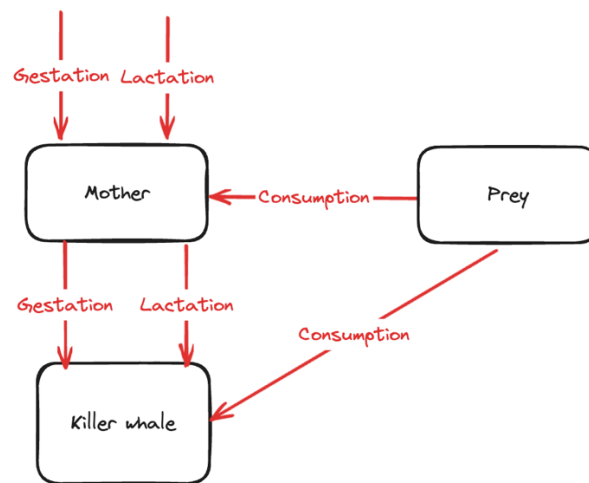 Gestation
Lactation
Mother
Consumption
Prey
Gestation
Lactation
Consumption
Killer whale